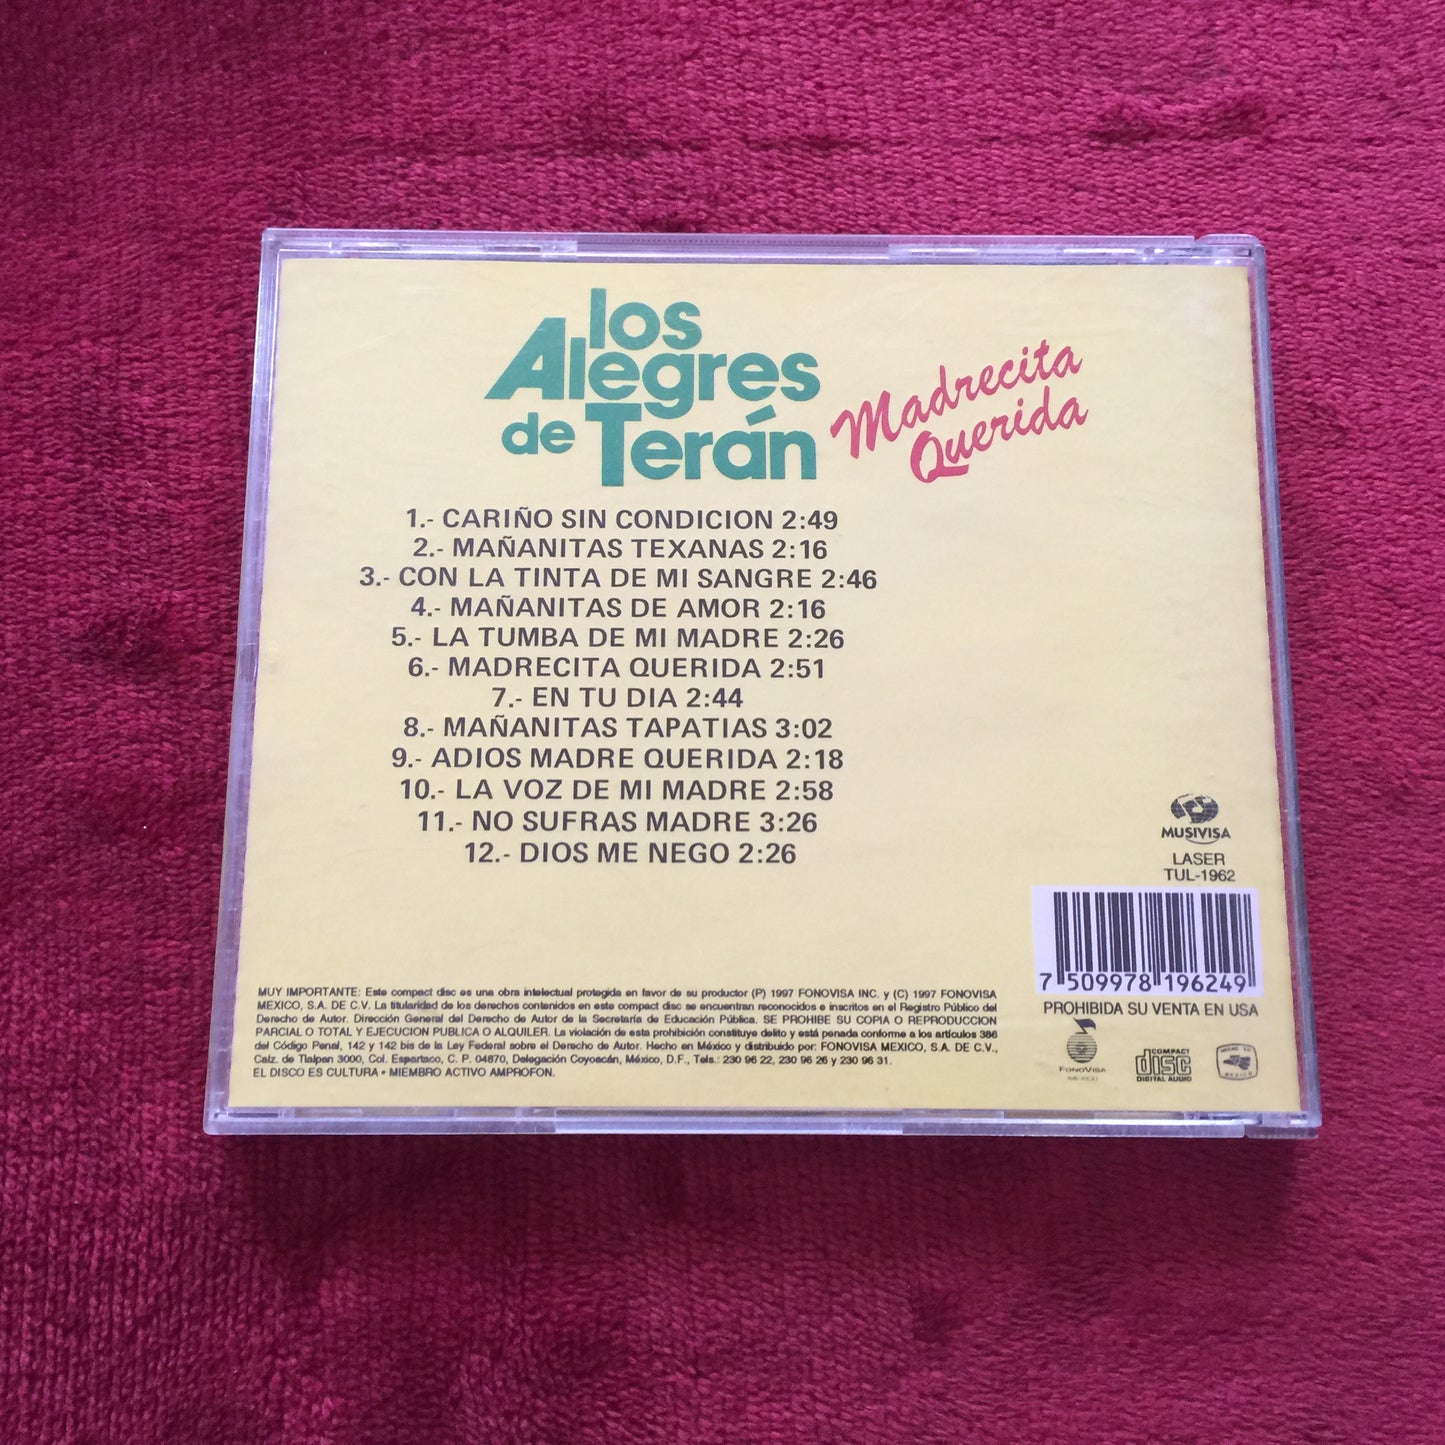 los
Alegres
de Terán
Madrecita
Querida
1.- CARIÑO SIN CONDICION 2:49
2.- MAÑANITAS TEXANAS 2:16
3.- CON LA TINTA DE MI SANGRE 2:46
4.- MAÑANITAS DE AMOR 2:16
5.- LA TUMBA DE MI MADRE 2:26
6.- MADRECITA QUERIDA 2:51
7.- EN TU DIA 2:44
8.- MAÑANITAS TAPATIAS 3:02
9.- ADIOS MADRE QUERIDA 2:18
10.- LA VOZ DE MI MADRE 2:58
11.- NO SUFRAS MADRE 3:26
12.- DIOS ME NEGO 2:26
MUSIVISA
LASER
TUL-1962
7 509978 196249
PROHIBIDA SU VENTA EN USA
MUY IMPORTANTE: Este compact disc es una obra intelectual protegida en favor de su productor (P) 1997 FONOVISA INC. y (C) 1997 FONOVISA
MEXICO, S.A. DE C.V. La titularidad de los derechos contenidos en este compact disc se encuentran reconocidos e inscritos en el Registro Público del
Derecho de Autor. Dirección General del Derecho de Autor de la Secretaría de Educación Pública. SE PROHIBE SU COPIA O REPRODUCCION
PARCIAL O TOTAL Y EJECUCION PUBLICA O ALQUILER. La violación de esta prohibición constituye delito y está penada conforme a los artículos 386
del Código Penal, 142 y 142 bis de la Ley Federal sobre el Derecho de Autor. Hecho en México y distribuido por: FONOVISA MEXICO, S.A. DE C.V.,
Calz. de Tlalpan 3000, Col. Espartaco, C. P. 04870, Delegación Coyoacán, México, D.F., Tels.: 230 96 22, 230 96 26 y 230 96 31.
EL DISCO ES CULTURA • MIEMBRO ACTIVO AMPROFON.
FONOVISA
MEXICO
COMPACT
disc
DIGITAL AUDIO
HECHO EN
MEXICO